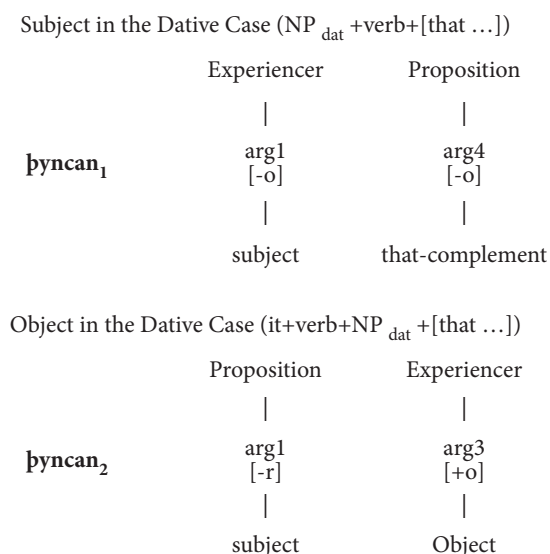 Subject in the Dative Case (NP dat +verb+[that …])
Experiencer Proposition
| |
þyncan1 arg1 arg4
[-o] [-o]
| |
subject that-complement
Object in the Dative Case (it+verb+NP dat +[that …])
Proposition Experiencer
| |
þyncan2 arg1 arg3
[-r] [+o]
| |
subject Object